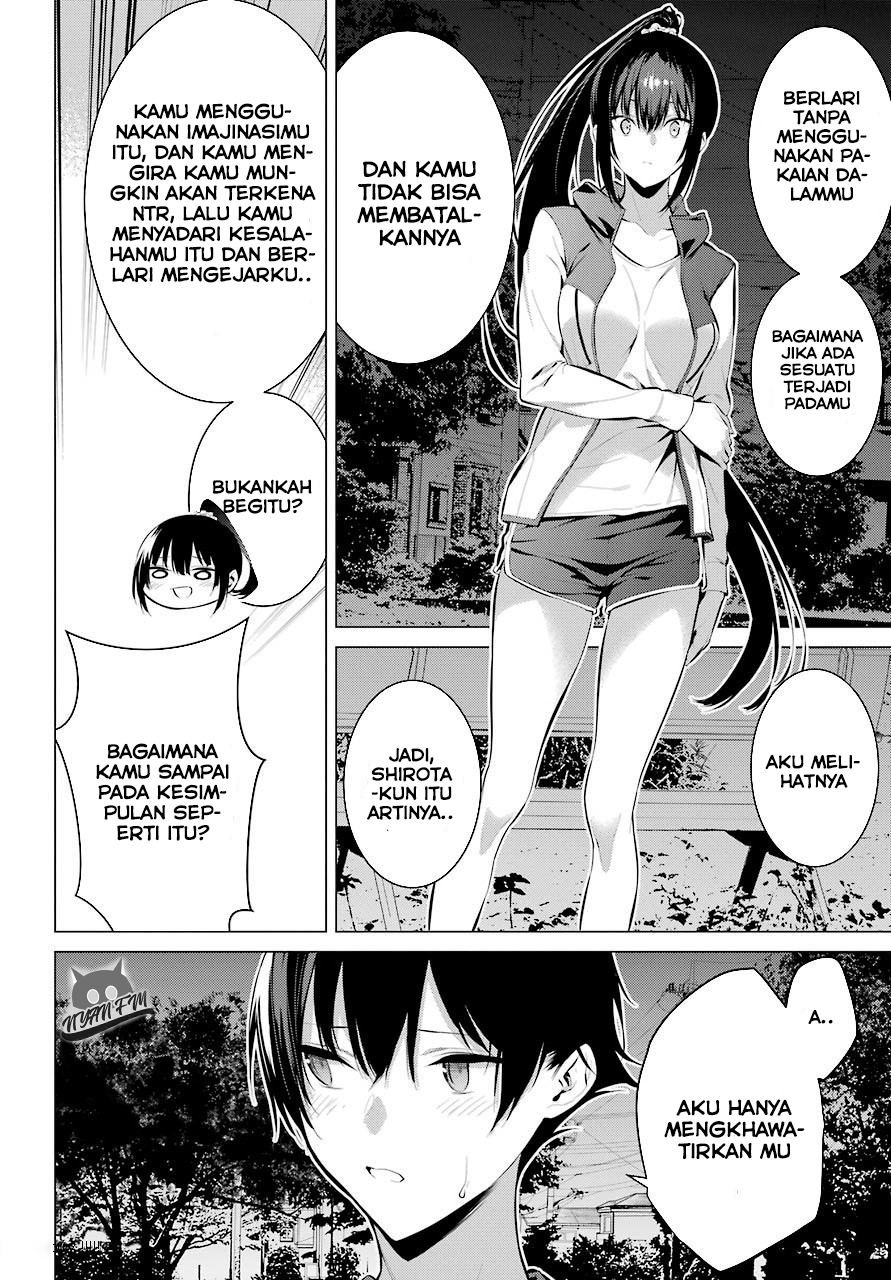 BERLARI
TANPA
MENGGU-
NAKAN PA-
KAIAN DA-
LAMMU
BAGAIMANA
JIKA ADA
SESUATU
TERJADI
PADAMU
DAN KAMU
TIDAK BISA
MEMBATAL-
KANNYA
AKU MELI-
HATNYA
JADI,
SHIROTA
-KUN ITU
ARTINYA..
KAMU MENGGU-
NAKAN IMAJINASIMU
ITU, DAN KAMU MEN-
GIRA KAMU MUN-
GKIN AKAN TERKENA
NTR, LALU KAMU
MENYADARI KESALA-
HANMU ITU DAN BER-
LARI MENGEJARKU..
BUKANKAH
BEGITU?
BAGAIMANA
KAMU SAMPAI
PADA KESIM-
PULAN SEP-
ERTI ITU?
A..
AKU HANYA
MENGKHAWA-
TIRKAN MU
NYAN FM